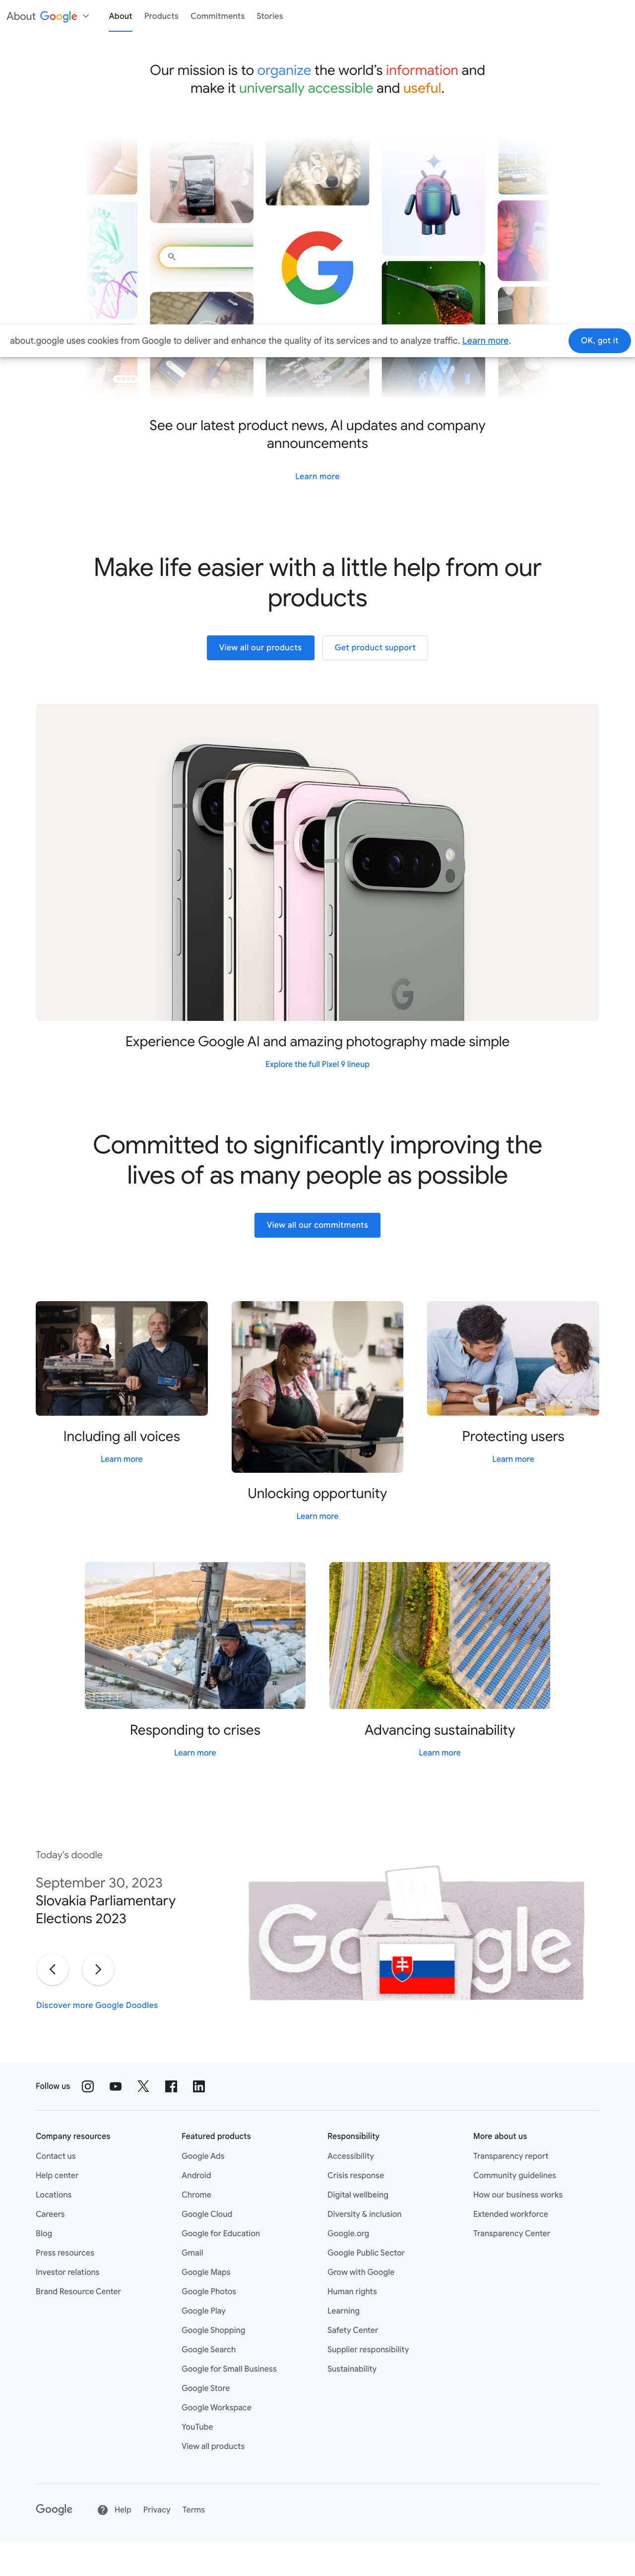 About Google
About
Products
Commitments
Stories
Our mission is to organize the world’s information and
make it universally accessible and useful.
about.google uses cookies from Google to deliver and enhance the quality of its services and to analyze traffic. Learn more.
OK, got it
See our latest product news, AI updates and company
announcements
Learn more
Make life easier with a little help from our
products
View all our products
Get product support
Experience Google AI and amazing photography made simple
Explore the full Pixel 9 lineup
Committed to significantly improving the
lives of as many people as possible
View all our commitments
Including all voices
Learn more
Unlocking opportunity
Learn more
Protecting users
Learn more
Responding to crises
Learn more
Advancing sustainability
Learn more
Today's doodle
September 30, 2023
Slovakia Parliamentary
Elections 2023
Discover more Google Doodles
Google
Follow us
Company resources
Contact us
Help center
Locations
Careers
Blog
Press resources
Investor relations
Brand Resource Center
Featured products
Google Ads
Android
Chrome
Google Cloud
Google for Education
Gmail
Google Maps
Google Photos
Google Play
Google Shopping
Google Search
Google for Small Business
Google Store
Google Workspace
YouTube
View all products
Responsibility
Accessibility
Crisis response
Digital wellbeing
Diversity & inclusion
Google.org
Google Public Sector
Grow with Google
Human rights
Learning
Safety Center
Supplier responsibility
Sustainability
More about us
Transparency report
Community guidelines
How our business works
Extended workforce
Transparency Center
Google
Help
Privacy
Terms